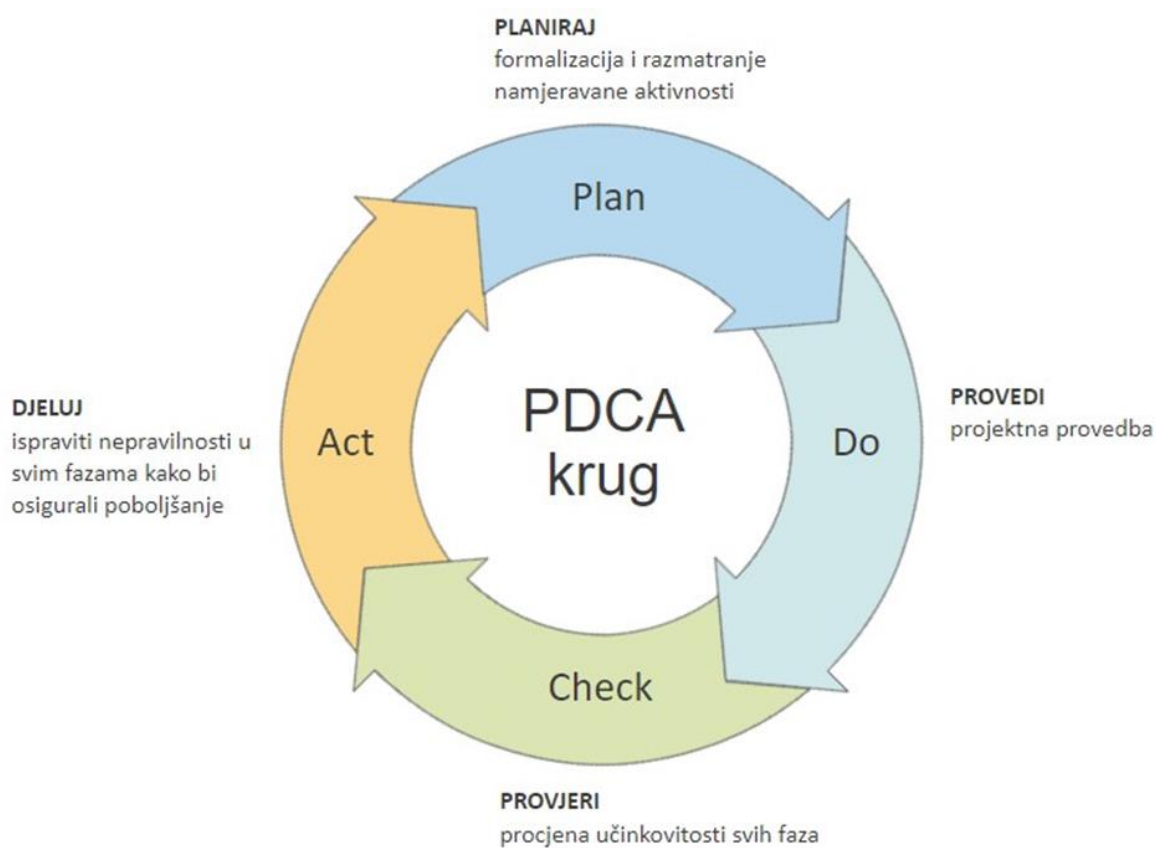 PLANIRAJ
formalizacija i razmatranje
namjeravane aktivnosti
Plan
PROVEDI
projektna provedba
Do
PDCA
krug
DJELUJ
ispraviti nepravilnosti u
svim fazama kako bi
osigurali poboljšanje
Act
Check
PROVJERI
procjena učinkovitosti svih faza